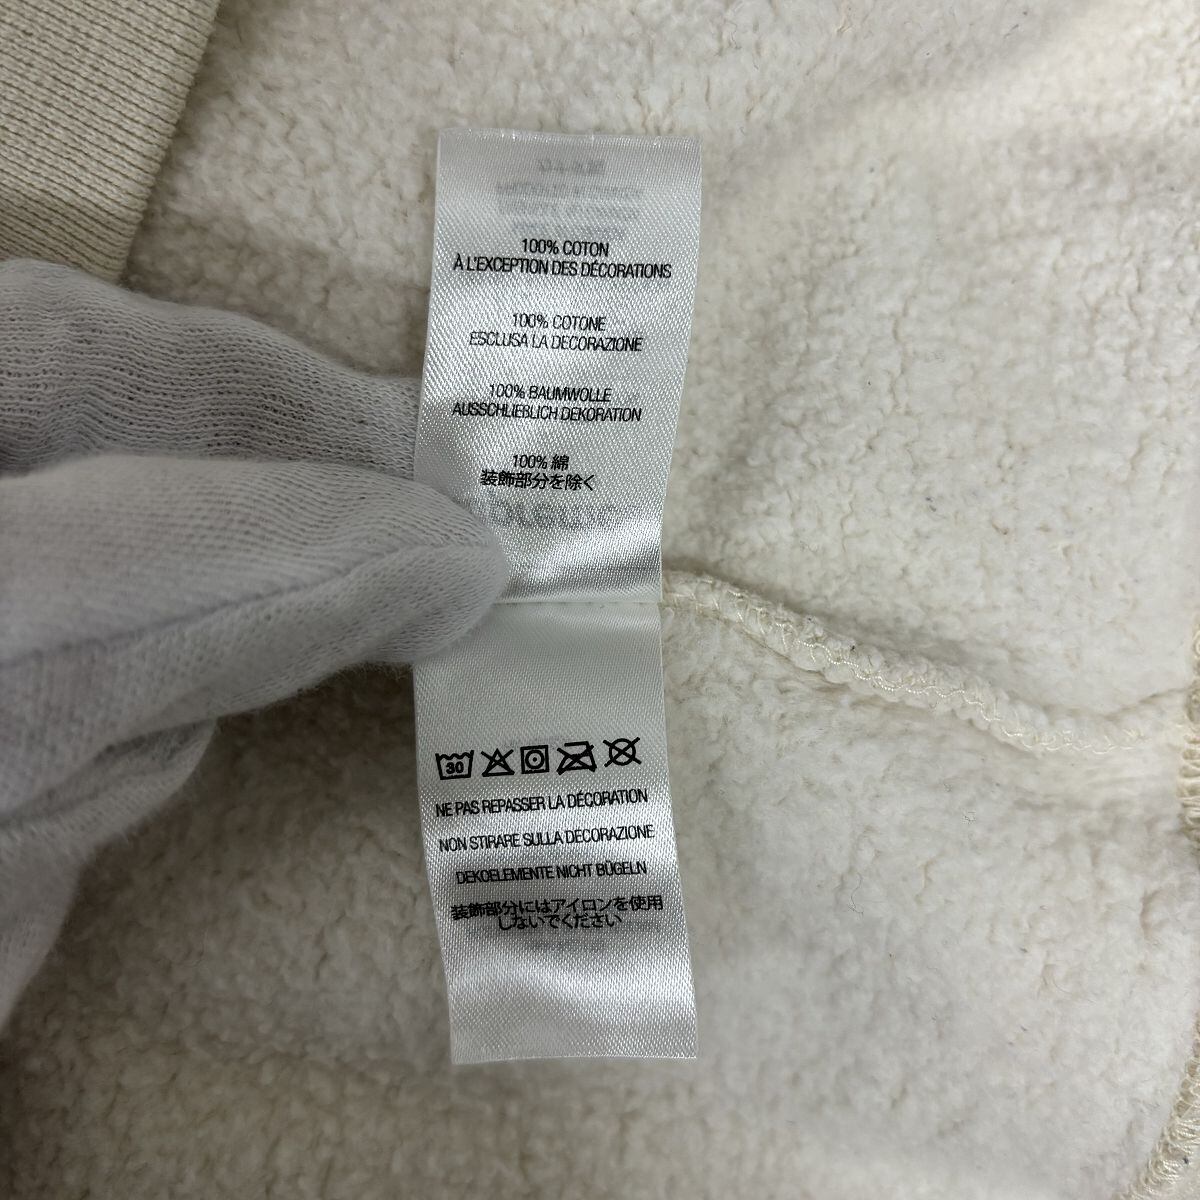 100% COTON
À L'EXCEPTION DES DÉCORATIONS
100% COTONE
ESCLUSA LA DECORAZIONE
100% BAUMWOLLE
AUSSCHLIEBLICH DEKORATION
100% 綿
装飾部分を除く
30
NE PAS REPASSER LA DÉCORATION
NON STIRARE SULLA DECORAZIONE
DEKOELEMENTE NICHT BÜGELN
装飾部分にはアイロンを使用
しないでください